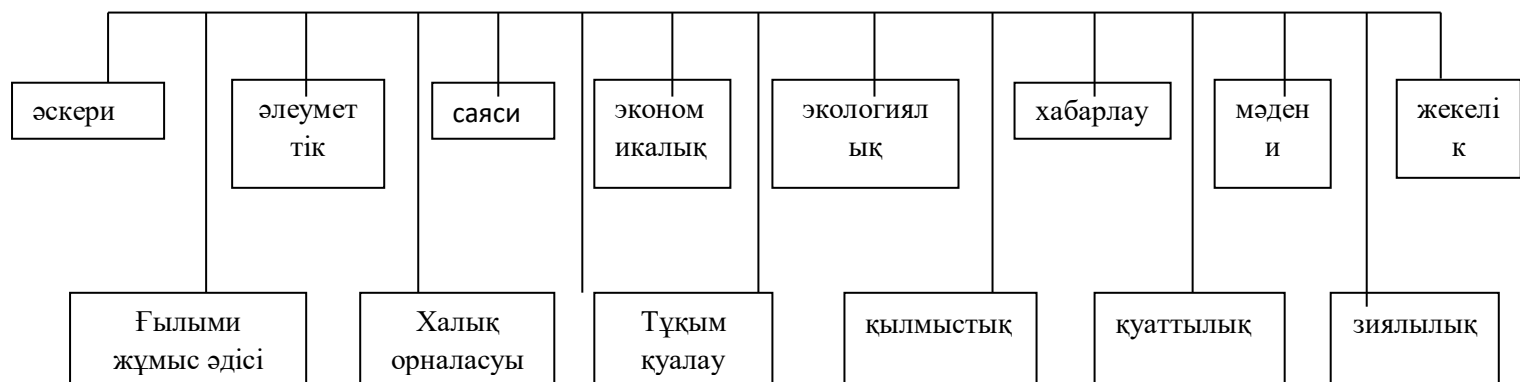 әскери
әлеумет
тік
саяси
эконом
икалық
экологиял
ық
хабарлау
мәден
и
жекелі
к
Ғылыми
жұмыс әдісі
Халық
орналасуы
Тұқым
қуалау
қылмыстық
қуаттылық
зиялылық